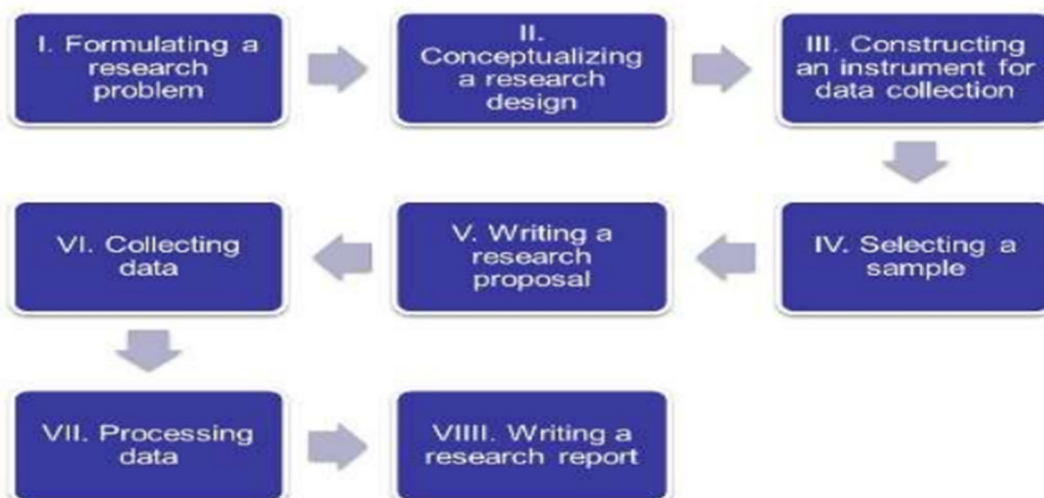 I. Formulating a
research
problem
II.
Conceptualizing
a research
design
III. Constructing
an instrument for
data collection
IV. Selecting a
sample
V. Writing a
research
proposal
VI. Collecting
data
VII. Processing
data
VIIII. Writing a
research report